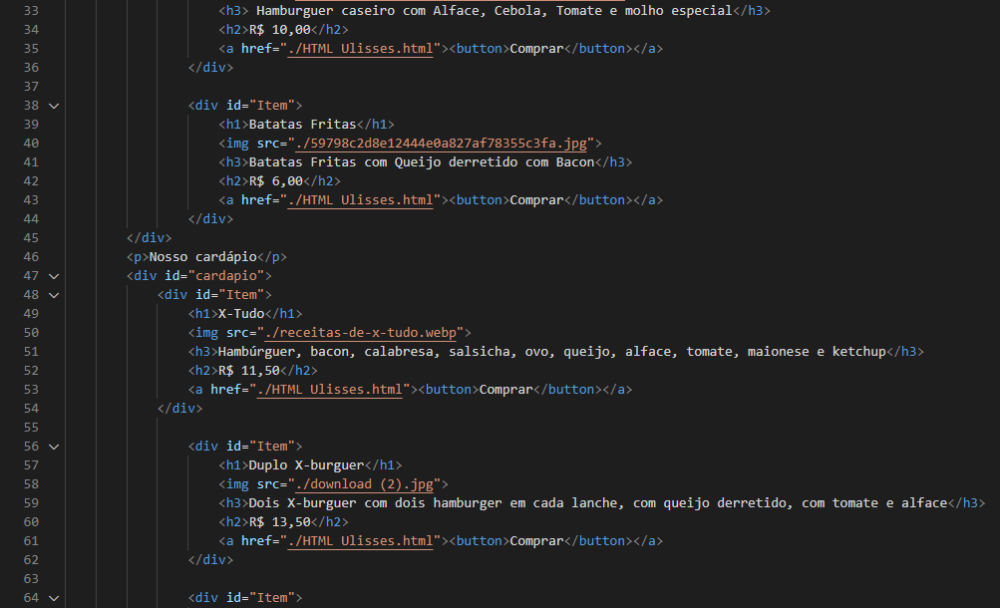 33 <h3> Hamburguer caseiro com Alface, Cebola, Tomate e molho especial</h3>
34 <h2>R$ 10,00</h2>
35 <a href="./HTML Ulisses.html"><button>Comprar</button></a>
36 </div>
37
38 <div id="Item">
39 <h1>Batatas Fritas</h1>
40 <img src="./59798c2d8e12444e0a827af78355c3fa.jpg">
41 <h3>Batatas Fritas com Queijo derretido com Bacon</h3>
42 <h2>R$ 6,00</h2>
43 <a href="./HTML Ulisses.html"><button>Comprar</button></a>
44 </div>
45 </div>
46 <p>Nosso cardápio</p>
47 <div id="cardapio">
48 <div id="Item">
49 <h1>X-Tudo</h1>
50 <img src="./receitas-de-x-tudo.webp">
51 <h3>Hambúrguer, bacon, calabresa, salsicha, ovo, queijo, alface, tomate, maionese e ketchup</h3>
52 <h2>R$ 11,50</h2>
53 <a href="./HTML Ulisses.html"><button>Comprar</button></a>
54 </div>
55
56 <div id="Item">
57 <h1>Duplo X-burguer</h1>
58 <img src="./download (2).jpg">
59 <h3>Dois X-burguer com dois hamburger em cada lanche, com queijo derretido, com tomate e alface</h3>
60 <h2>R$ 13,50</h2>
61 <a href="./HTML Ulisses.html"><button>Comprar</button></a>
62 </div>
63
64 <div id="Item">